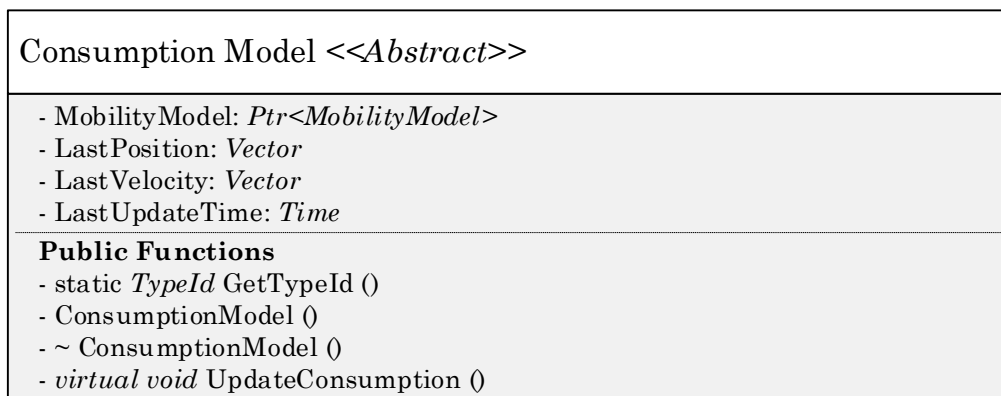 Consumption Model <<Abstract>>
- MobilityModel: Ptr<MobilityModel>
- LastPosition: Vector
- LastVelocity: Vector
- LastUpdateTime: Time
Public Functions
- static TypeId GetTypeId ()
- ConsumptionModel ()
- ~ ConsumptionModel ()
- virtual void UpdateConsumption ()